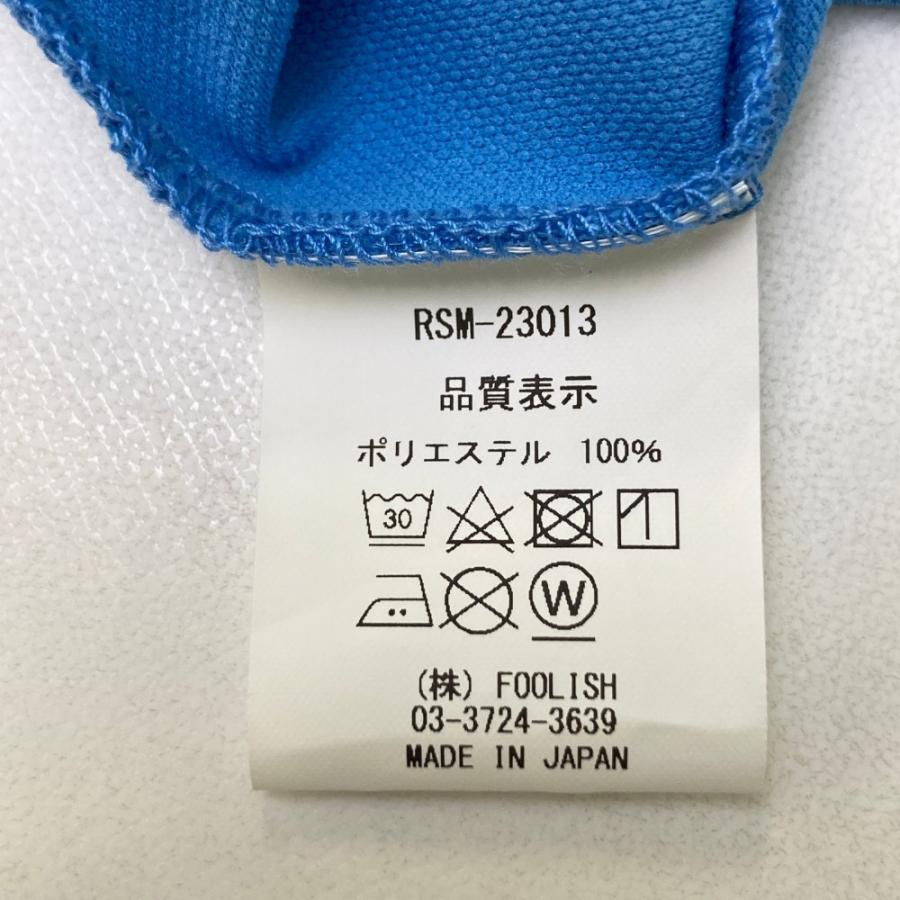 RSM-23013
品質表示
ポリエステル 100%
30
W
(株) FOOLISH
03-3724-3639
MADE IN JAPAN